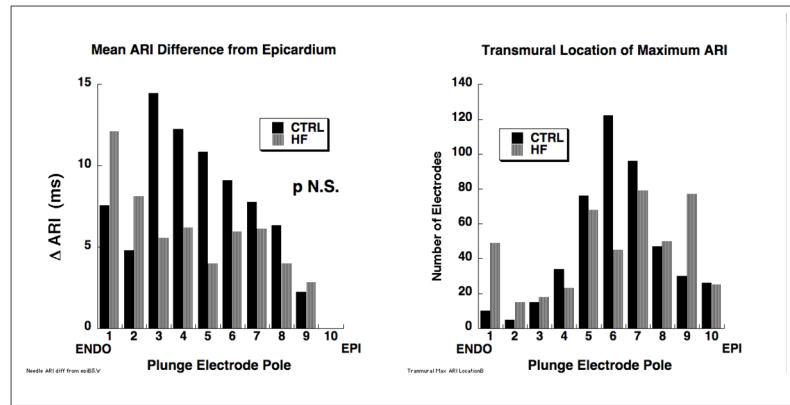 Mean ARI Difference from Epicardium
15
10
5
0
Δ ARI (ms)
CTRL
HF
p N.S.
1 2 3 4 5 6 7 8 9 10
ENDO EPI
Plunge Electrode Pole
Needle ARI diff from epiBS.V
Transmural Location of Maximum ARI
140
120
100
80
60
40
20
0
Number of Electrodes
CTRL
HF
1 2 3 4 5 6 7 8 9 10
ENDO EPI
Plunge Electrode Pole
Tranmural Max ARI LocationB